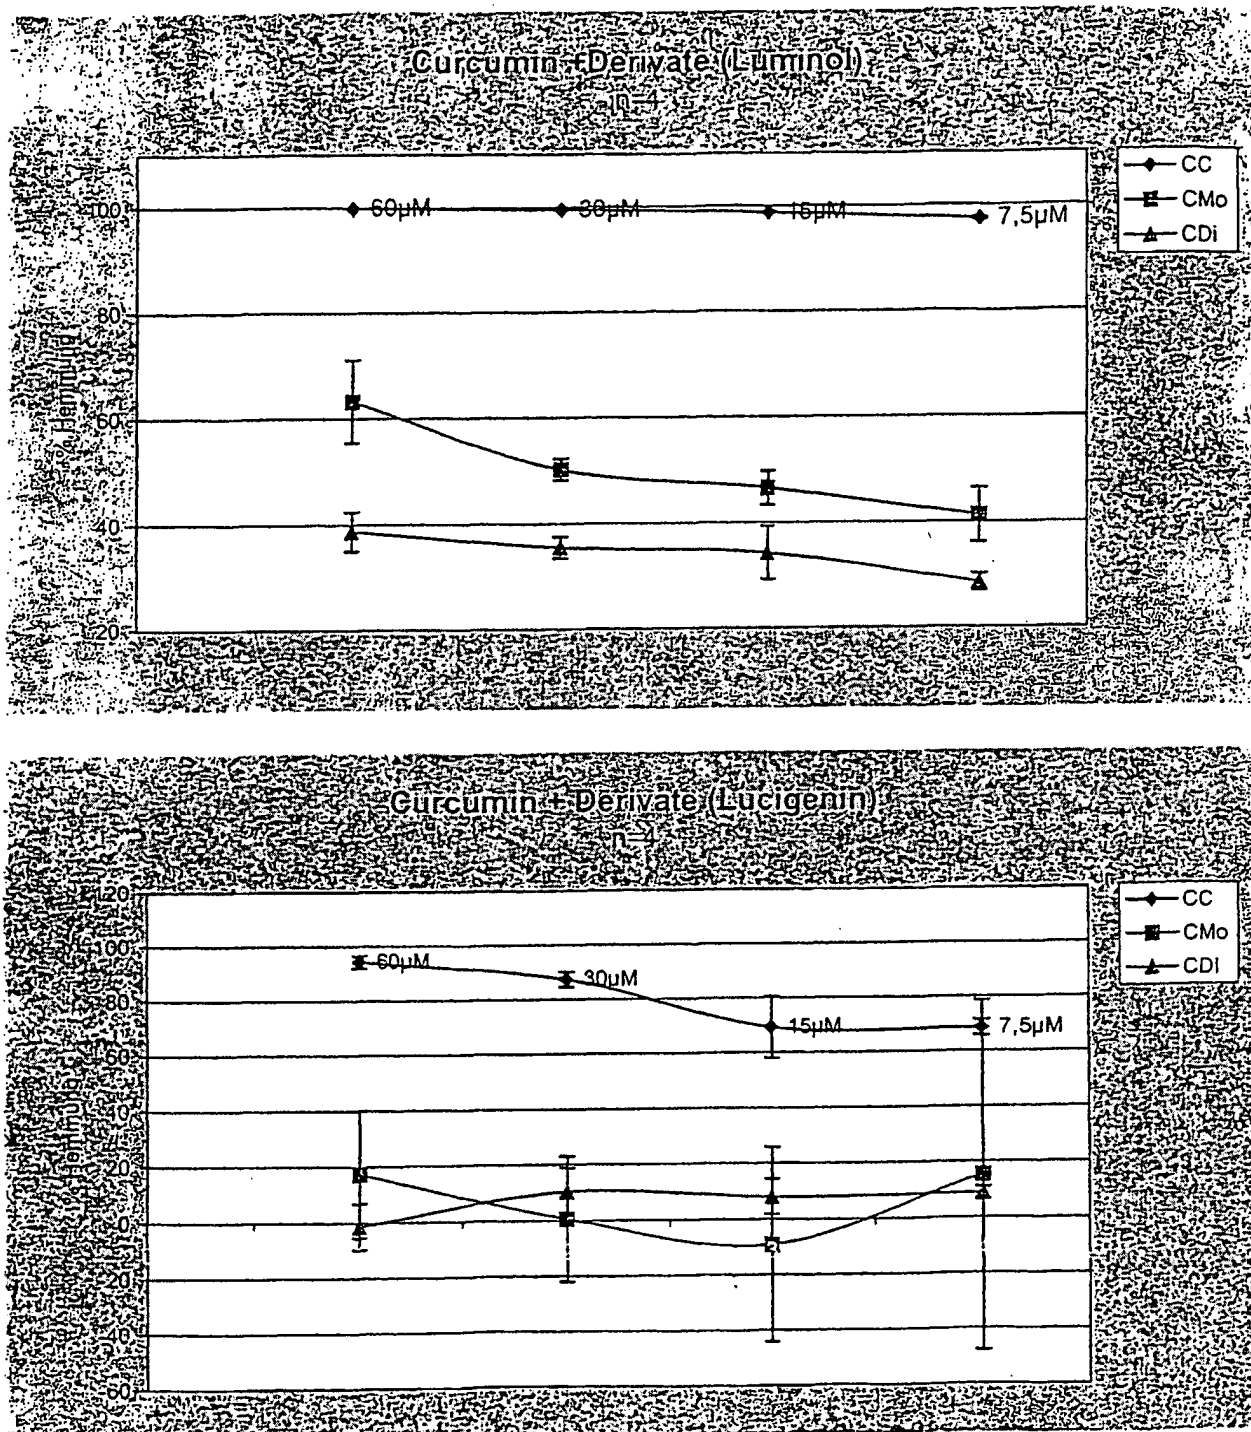 Curcumin +Derivate (Luminol)
n=4
CC
CMo
CDi
% Hemmung
100
80
60
40
20
60µM
30µM
15µM
7,5µM
Curcumin + Derivate (Lucigenin)
n=4
CC
CMo
CDi
Hemmung
120
100
80
60
40
20
0
20
40
60
60µM
30µM
15µM
7,5µM